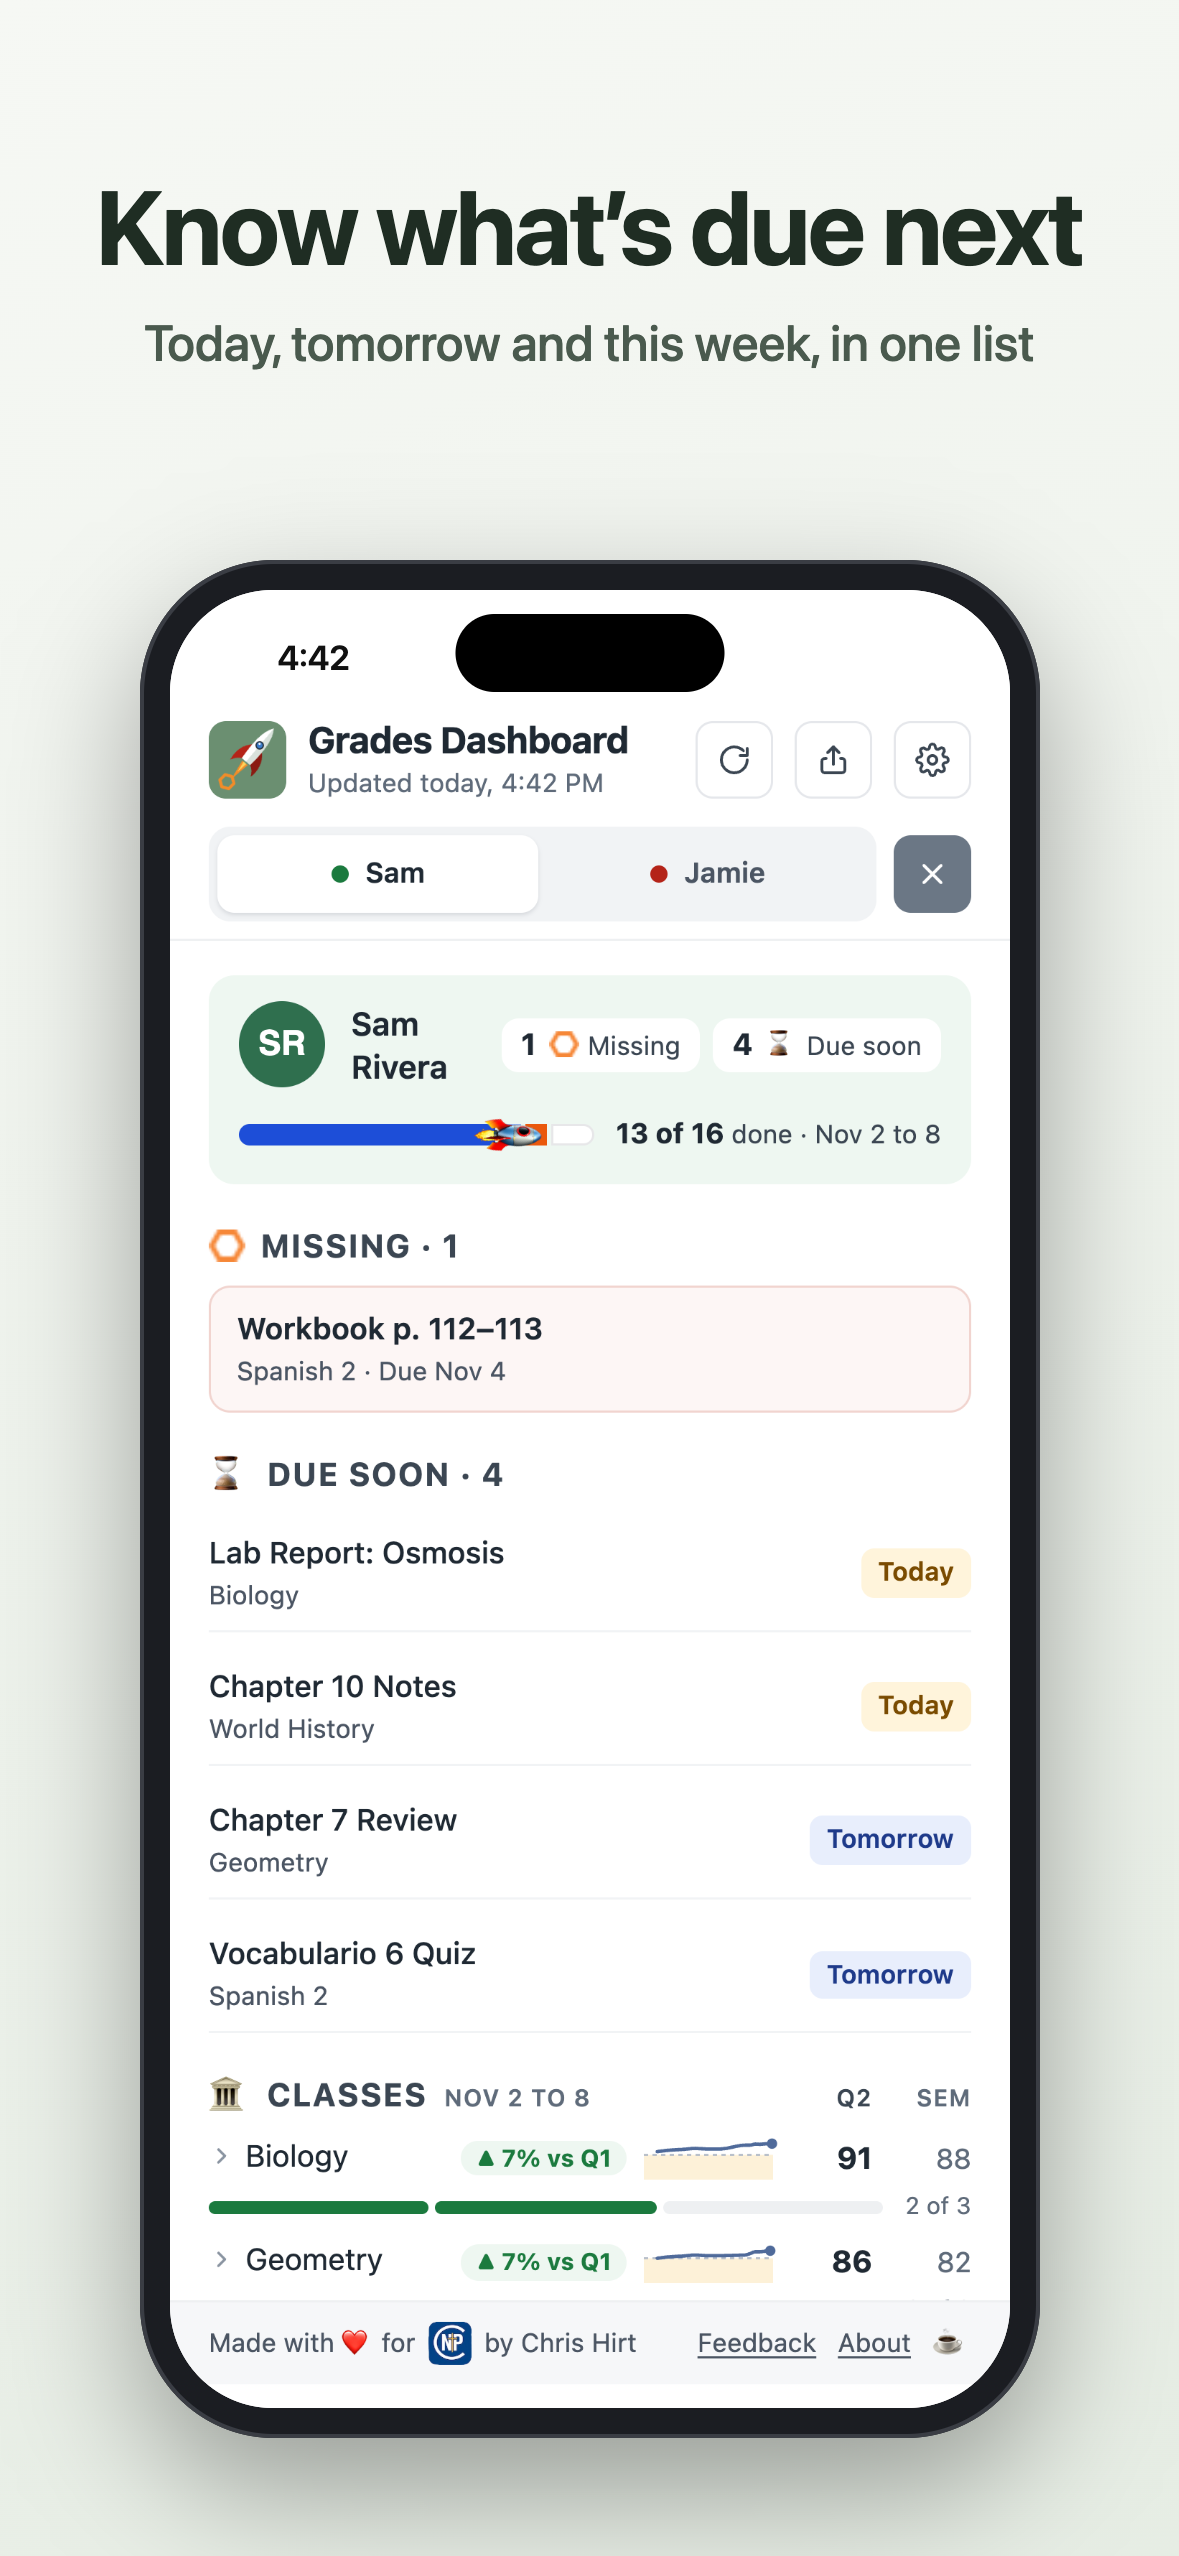 Know what’s due next
Today, tomorrow and this week, in one list
4:42
Grades Dashboard
Updated today, 4:42 PM
Sam
Jamie
SR
Sam
Rivera
1 Missing
4 Due soon
13 of 16 done · Nov 2 to 8
MISSING · 1
Workbook p. 112–113
Spanish 2 · Due Nov 4
DUE SOON · 4
Lab Report: Osmosis
Today
Biology
Chapter 10 Notes
Today
World History
Chapter 7 Review
Tomorrow
Geometry
Vocabulario 6 Quiz
Tomorrow
Spanish 2
CLASSES NOV 2 TO 8 Q2 SEM
Biology ▲ 7% vs Q1 91 88
2 of 3
Geometry ▲ 7% vs Q1 86 82
Made with ❤️ for NP by Chris Hirt Feedback About